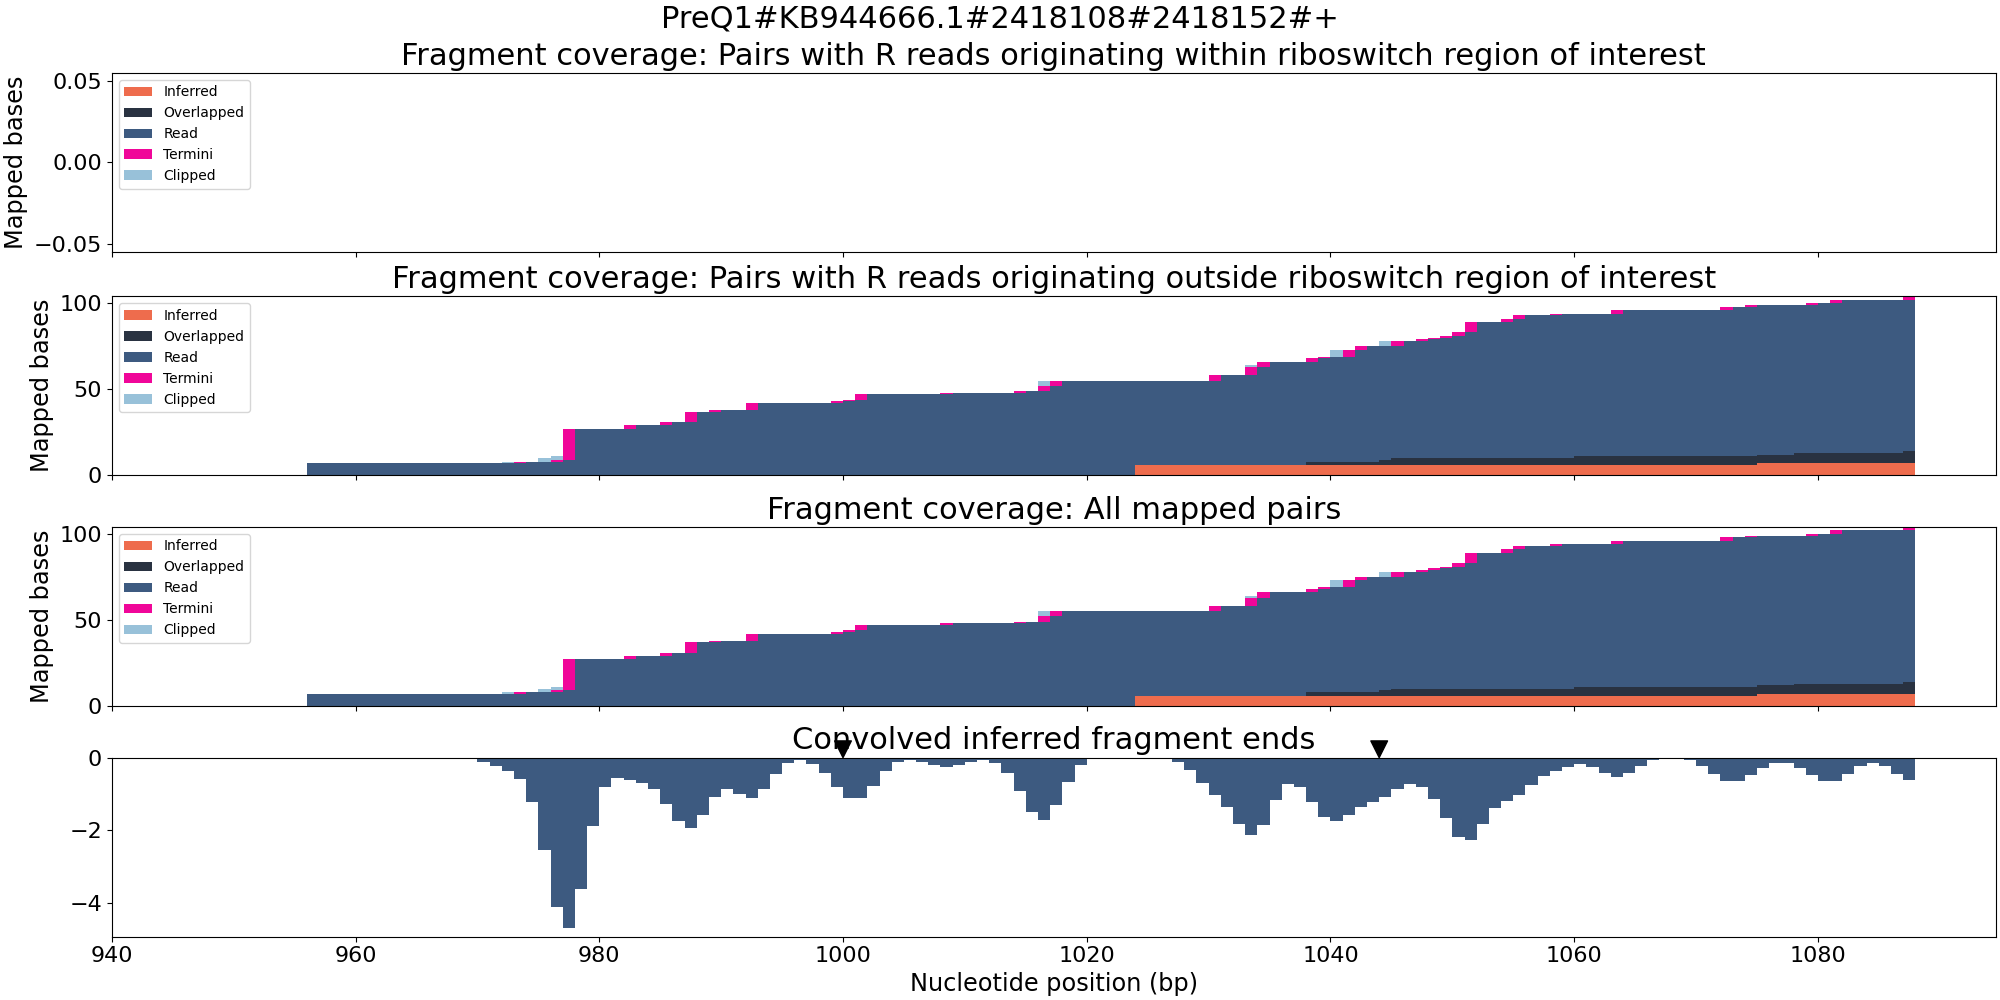 PreQ1#KB944666.1#2418108#2418152#+
Fragment coverage: Pairs with R reads originating within riboswitch region of interest
Mapped bases
0.05
0.00
−0.05
Inferred
Overlapped
Read
Termini
Clipped
Fragment coverage: Pairs with R reads originating outside riboswitch region of interest
Mapped bases
100
50
0
Inferred
Overlapped
Read
Termini
Clipped
Fragment coverage: All mapped pairs
Mapped bases
100
50
0
Inferred
Overlapped
Read
Termini
Clipped
Convolved inferred fragment ends
0
−2
−4
940 960 980 1000 1020 1040 1060 1080
Nucleotide position (bp)